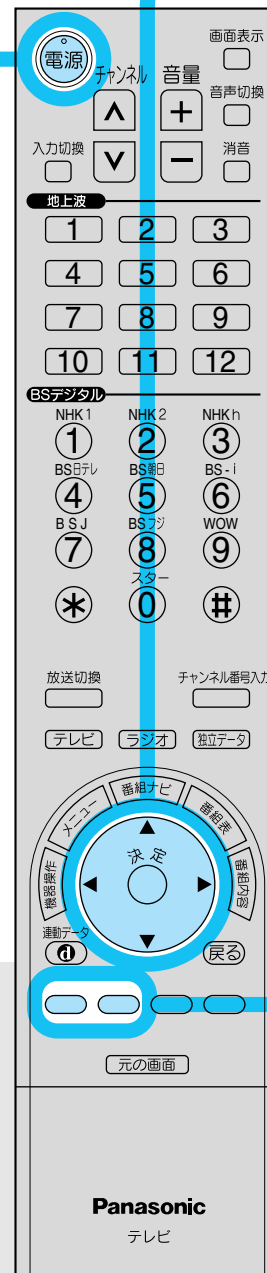 画面表示
電源
チャンネル 音量
音声切換
入力切換
消音
地上波
1 2 3
4 5 6
7 8 9
10 11 12
BSデジタル
NHK1 NHK2 NHKh
1 2 3
BS日テレ BS朝日 BS-i
4 5 6
BSJ BSフジ WOW
7 8 9
スター
* 0 #
放送切換 チャンネル番号入力
テレビ ラジオ 独立データ
番組ナビ
メニュー 番組表
決定
機器操作 番組内容
連動データ
d 戻る
元の画面
Panasonic
テレビ